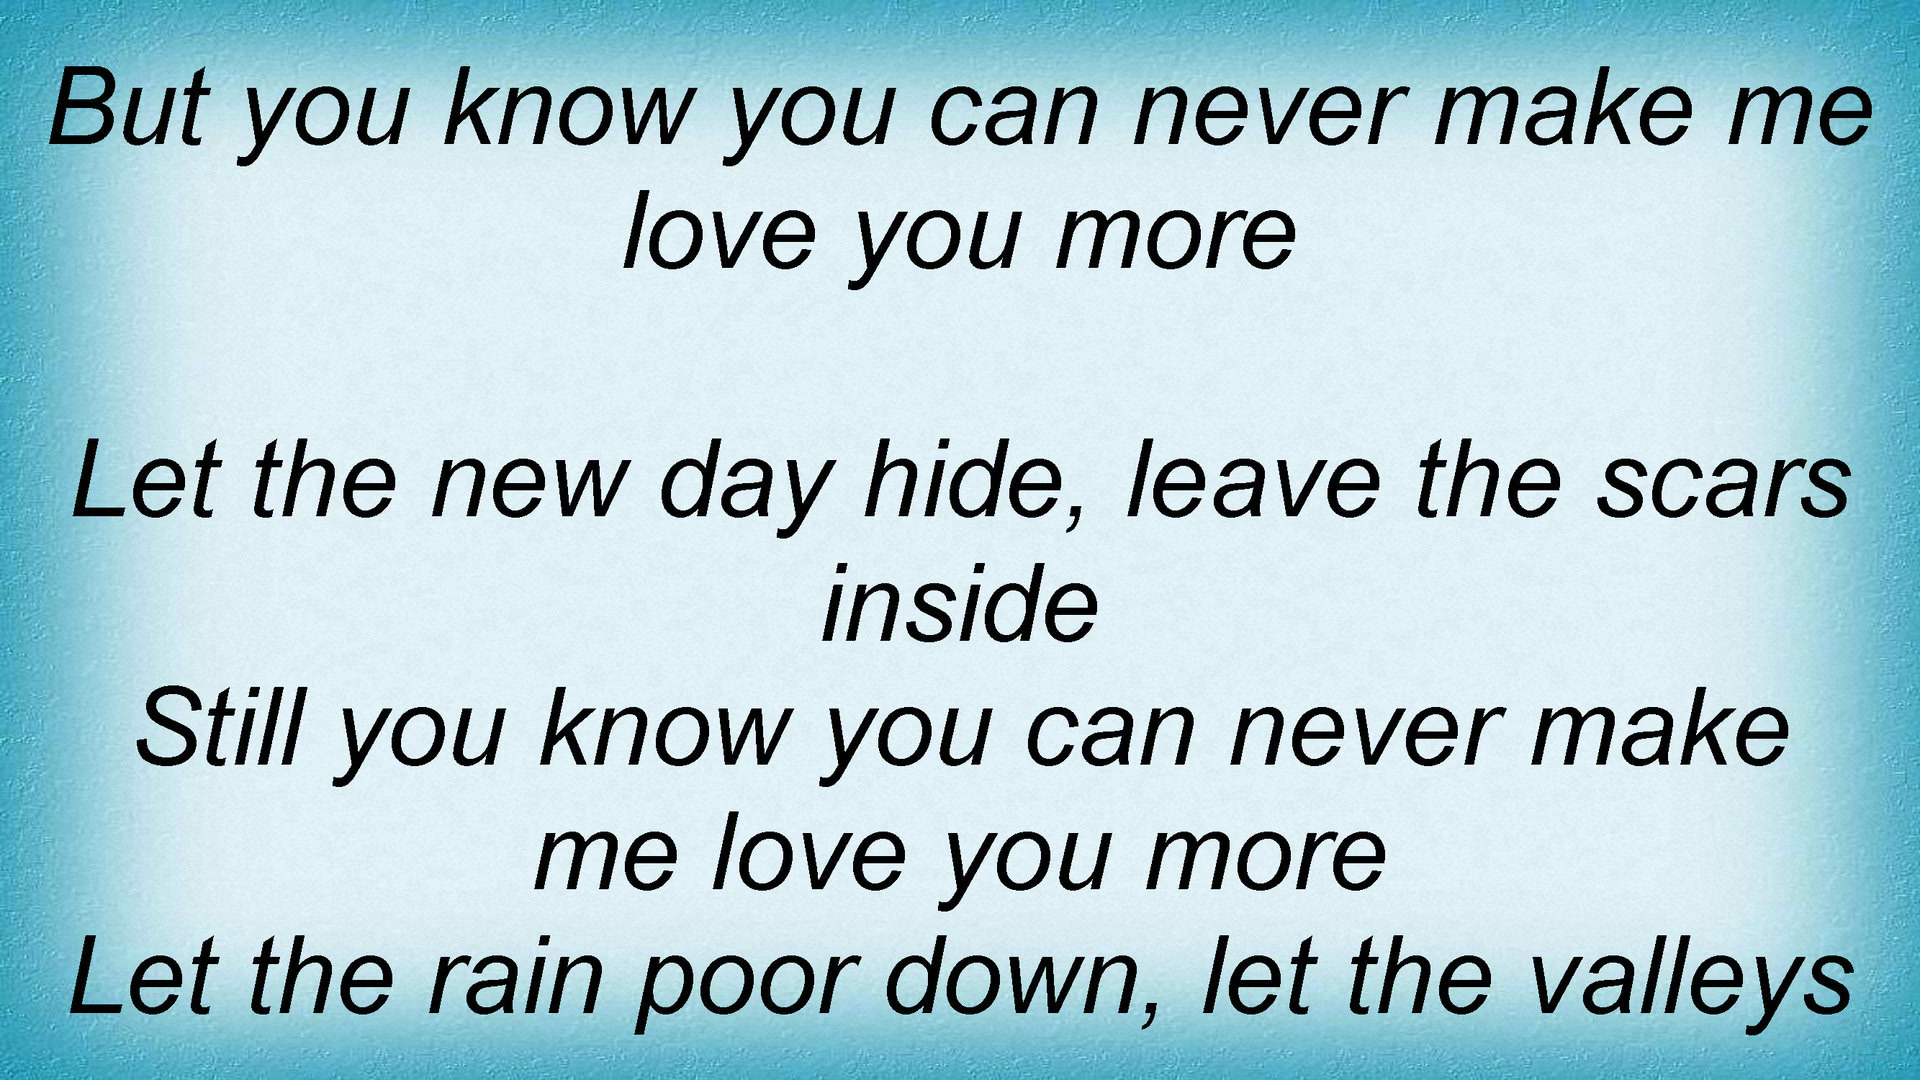 But you know you can never make me
love you more
Let the new day hide, leave the scars
inside
Still you know you can never make
me love you more
Let the rain poor down, let the valleys